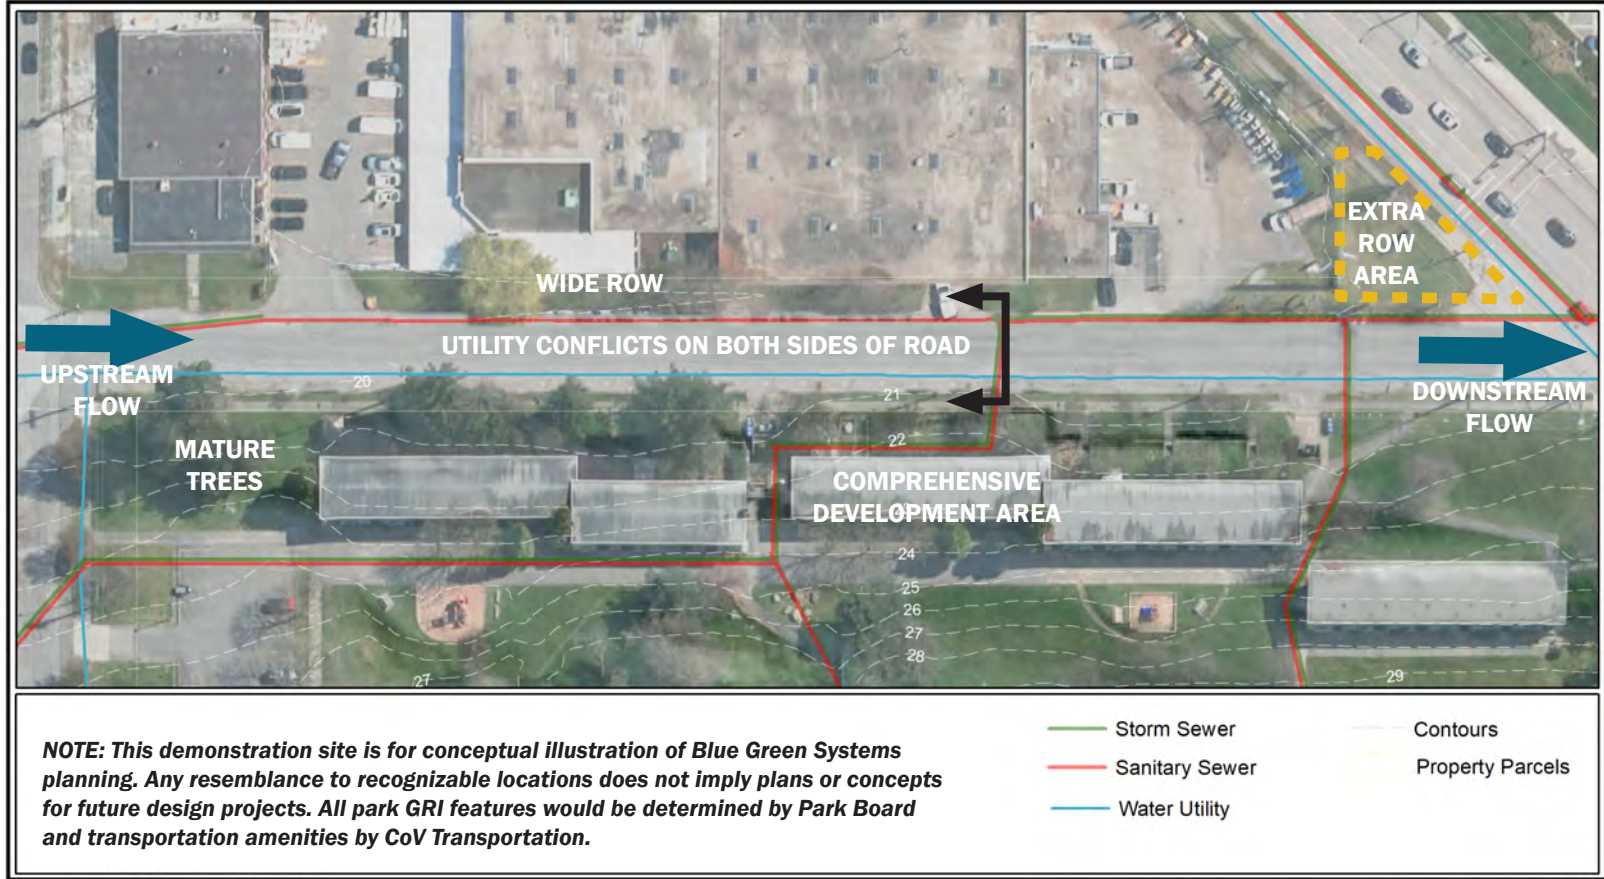 EXTRA
ROW
AREA
WIDE ROW
UTILITY CONFLICTS ON BOTH SIDES OF ROAD
UPSTREAM
FLOW
20
21
DOWNSTREAM
FLOW
22
MATURE
TREES
COMPREHENSIVE
DEVELOPMENT AREA
23
24
25
26
27
28
27
29
NOTE: This demonstration site is for conceptual illustration of Blue Green Systems
planning. Any resemblance to recognizable locations does not imply plans or concepts
for future design projects. All park GRI features would be determined by Park Board
and transportation amenities by CoV Transportation.
Storm Sewer
Sanitary Sewer
Water Utility
Contours
Property Parcels